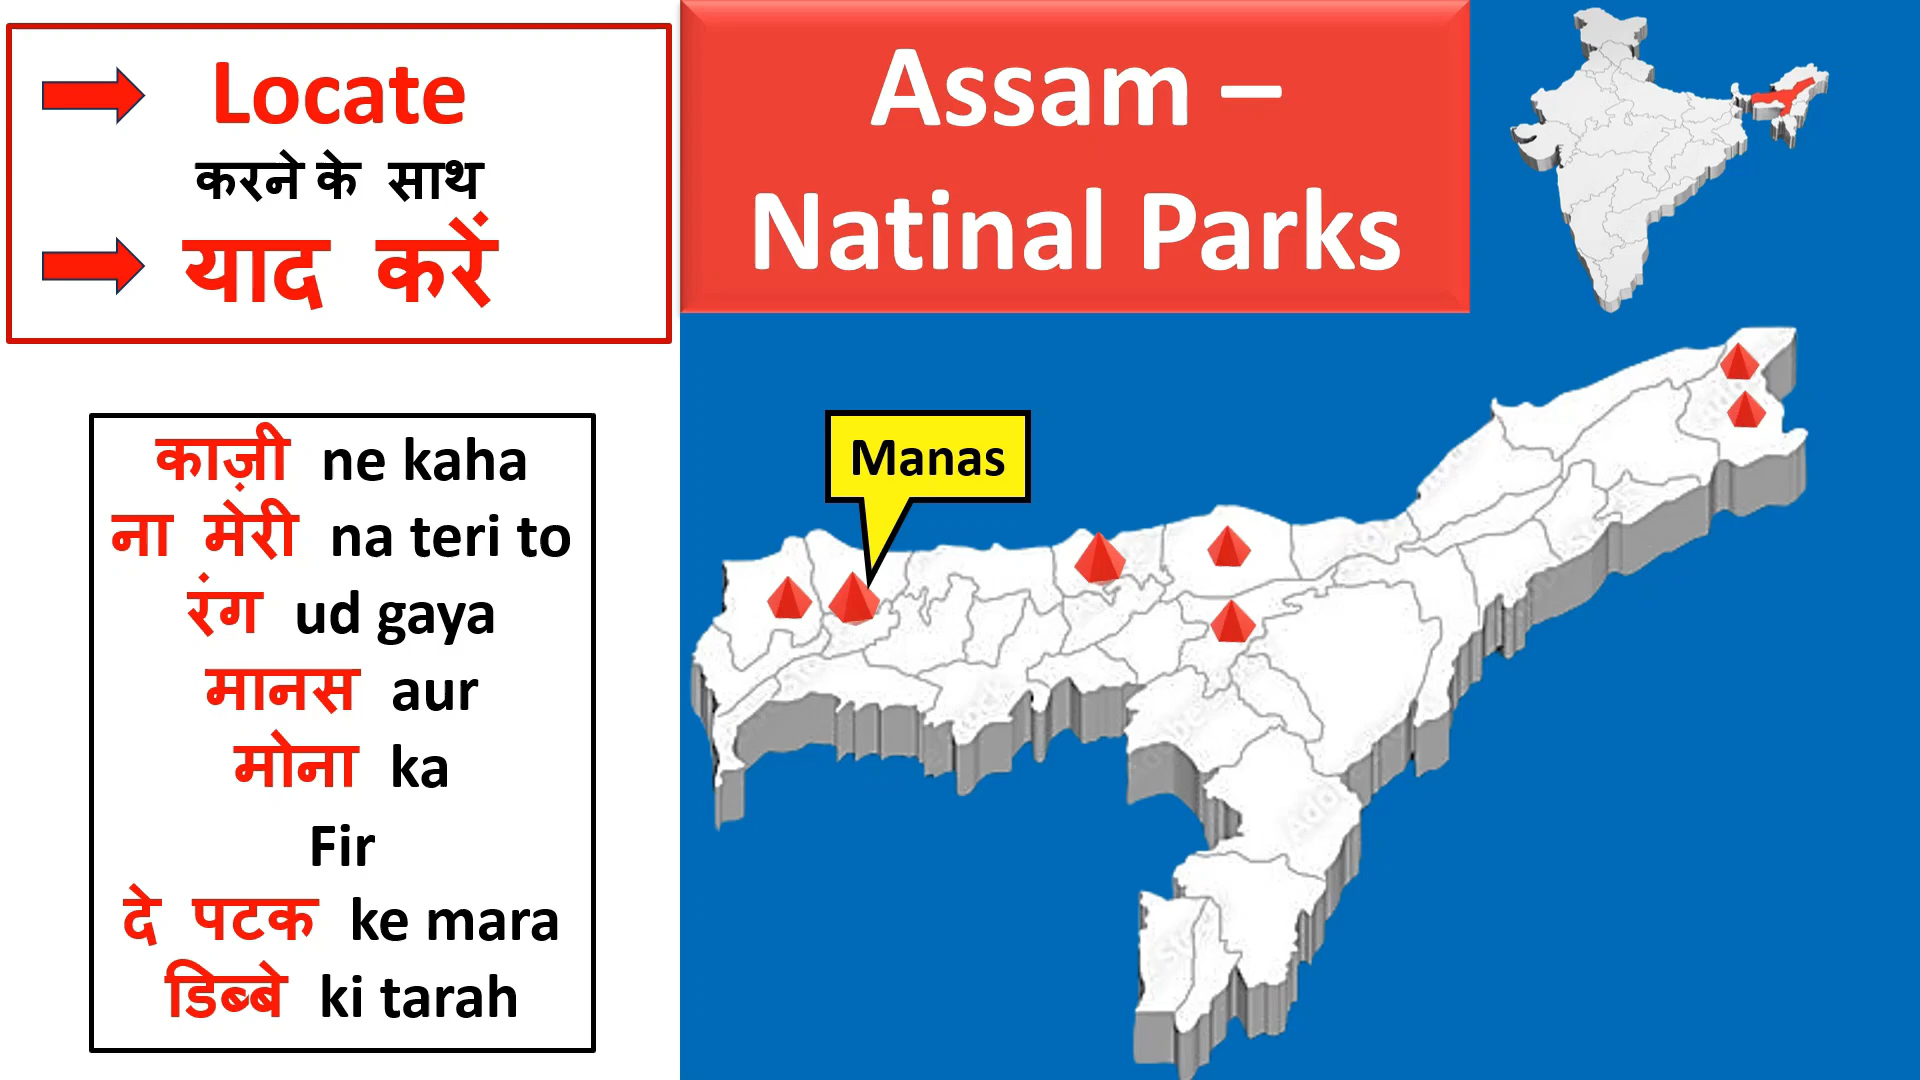 Locate
करने के साथ
याद करें
Assam –
Natinal Parks
Manas
काज़ी ne kaha
ना मेरी na teri to
रंग ud gaya
मानस aur
मोना ka
Fir
दे पटक ke mara
डिब्बे ki tarah